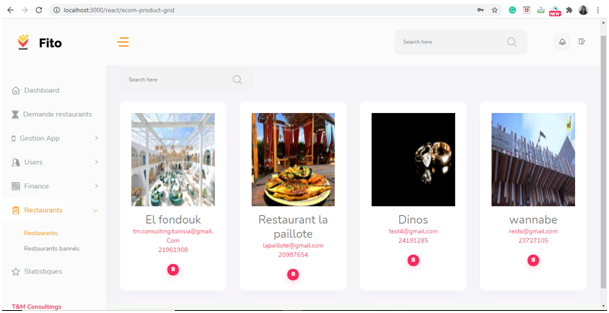 localhost:3000/react/ecom-product-grid
NEW
Fito
Search here
Search here
Dashboard
Demande restaurants
Gestion App
Users
Finance
Restaurants
Restaurants
Restaurants bannés
Statistiques
T&M Consultings
El fondouk
tm.consulting.tunisia@gmail.
Com
21961908
Restaurant la
paillote
lapaillote@gmail.com
20987654
Dinos
test4@gmail.com
24191285
wannabe
resto@gmail.com
23727105